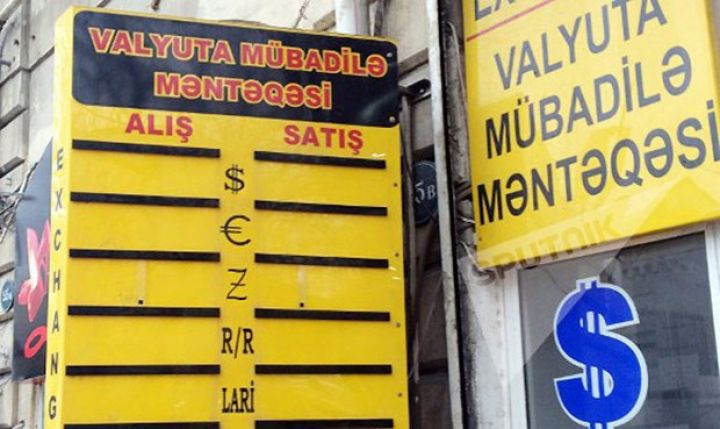 VALYUTA MÜBADİLƏ
MƏNTƏQƏSİ
ALIŞ SATIŞ
EXCHANG
$
€
Ƶ
R/R
LARİ
VALYUTA
MÜBADİLƏ
MƏNTƏQƏSİ
SPUTNIK
$